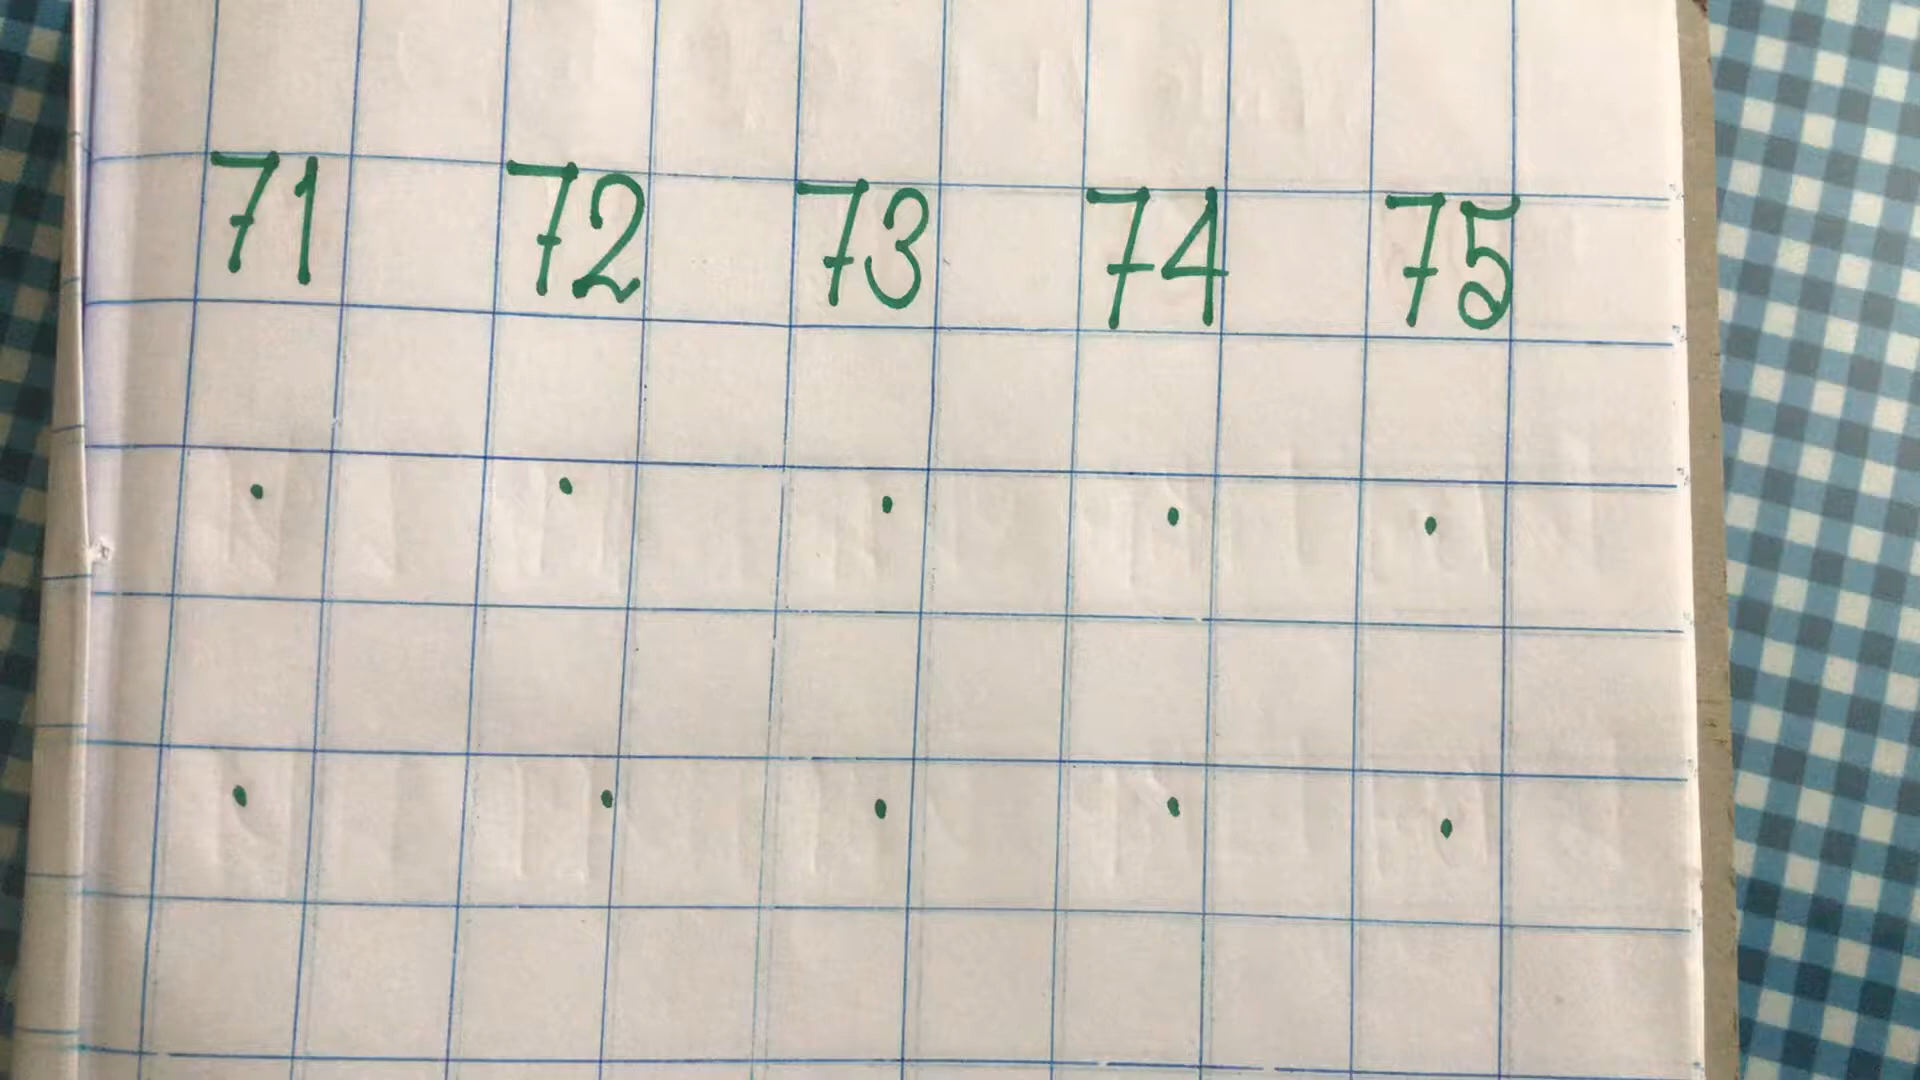 71 72 73 74 75
. . . . .
. . . . .